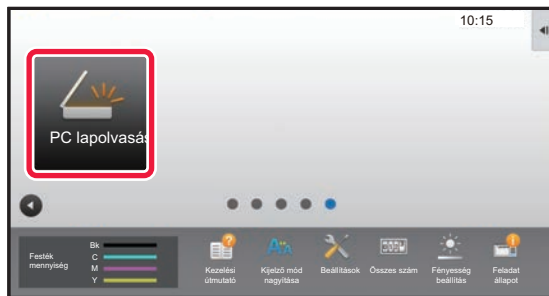 10:15
PC lapolvasás
Festék
mennyiség
Bk
C
M
Y
Kezelési
útmutató
Kijelző mód
nagyítása
Beállítások
Összes szám
Fényesség
beállítás
Feladat
állapot